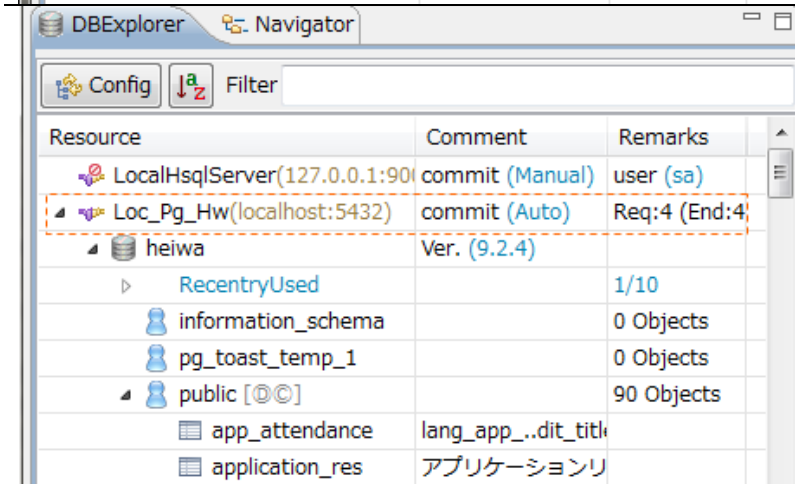 DBExplorer Navigator
Config Filter
Resource Comment Remarks
LocalHsqlServer(127.0.0.1:900 commit (Manual) user (sa)
Loc_Pg_Hw(localhost:5432) commit (Auto) Req:4 (End:4
heiwa Ver. (9.2.4)
RecentryUsed 1/10
information_schema 0 Objects
pg_toast_temp_1 0 Objects
public [ⒹⒸ] 90 Objects
app_attendance lang_app_..dit_title
application_res アプリケーションリ